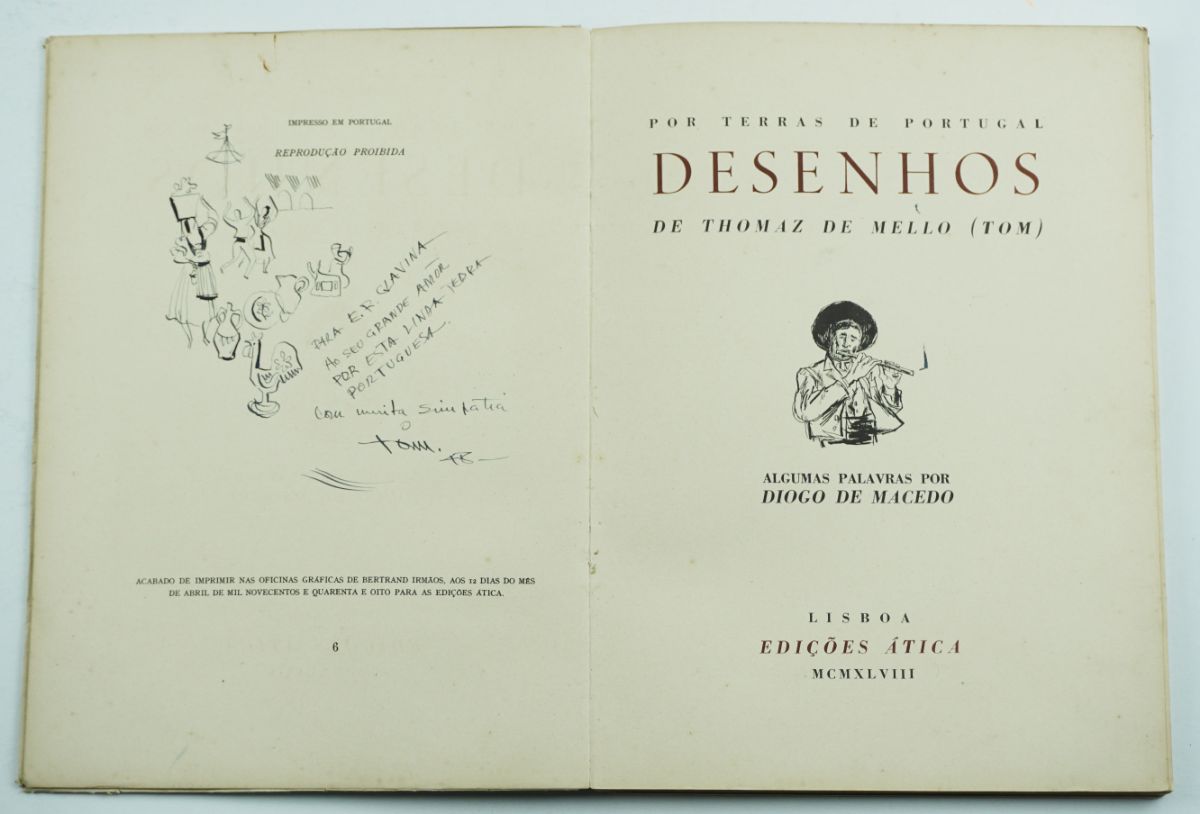 IMPRESSO EM PORTUGAL
REPRODUÇÃO PROIBIDA
PARA E. R. CLAVINA
AO SEU GRANDE AMÔR
POR ESTA LINDA TERRA
PORTUGUESA.
Com muita simpatia
o
Tom.
ACABADO DE IMPRIMIR NAS OFICINAS GRÁFICAS DE BERTRAND IRMÃOS, AOS 12 DIAS DO MÊS
DE ABRIL DE MIL NOVECENTOS E QUARENTA E OITO PARA AS EDIÇÕES ÁTICA.
6
POR TERRAS DE PORTUGAL
DESENHOS
DE THOMAZ DE MELLO (TOM)
ALGUMAS PALAVRAS POR
DIOGO DE MACEDO
LISBOA
EDIÇÕES ÁTICA
MCMXLVIII